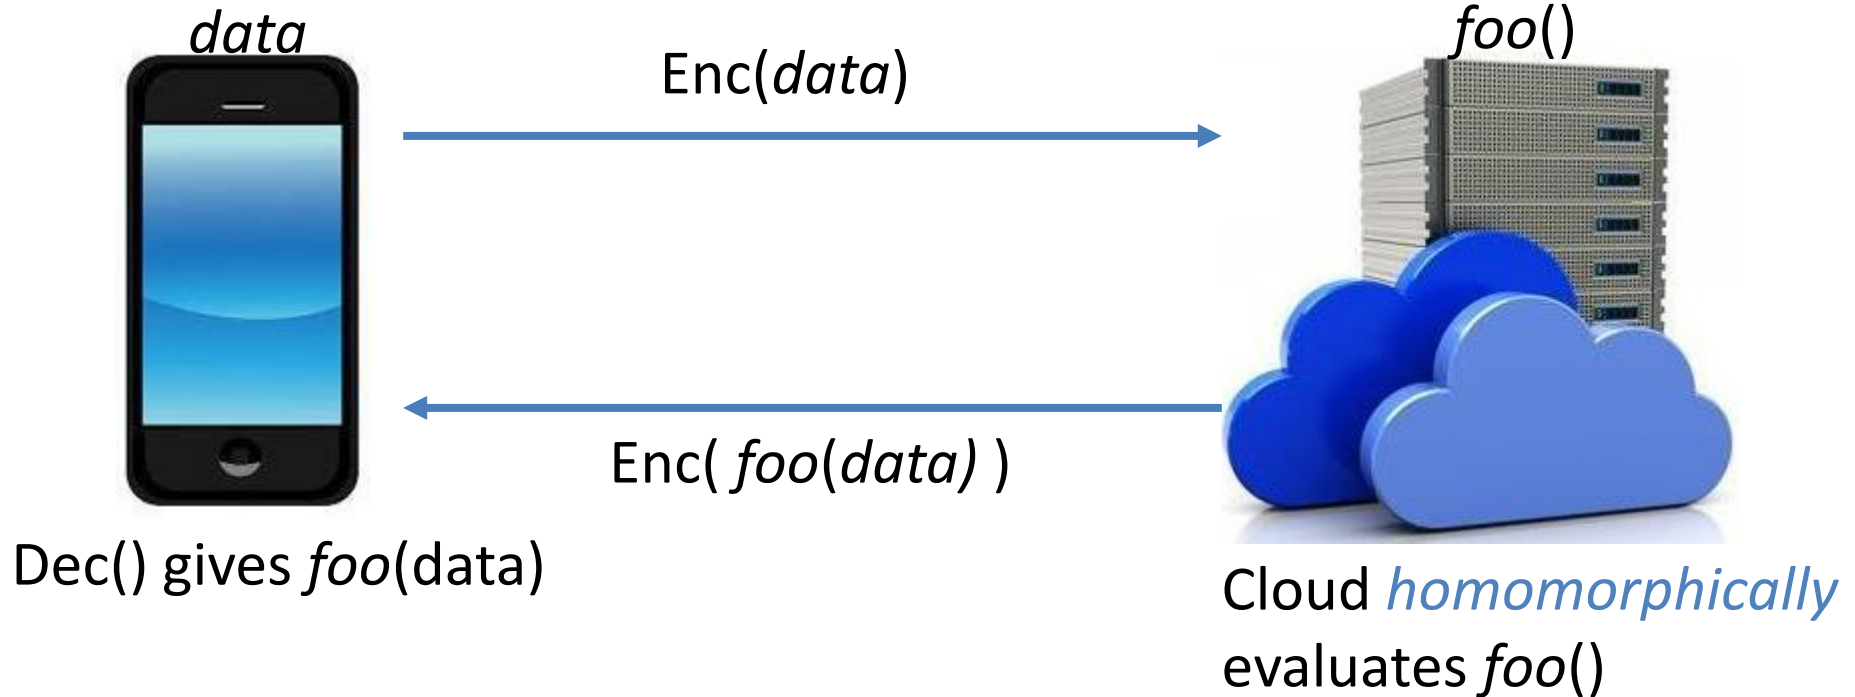 data
foo()
Enc(data)
Enc( foo(data) )
Dec() gives foo(data)
Cloud homomorphically
evaluates foo()